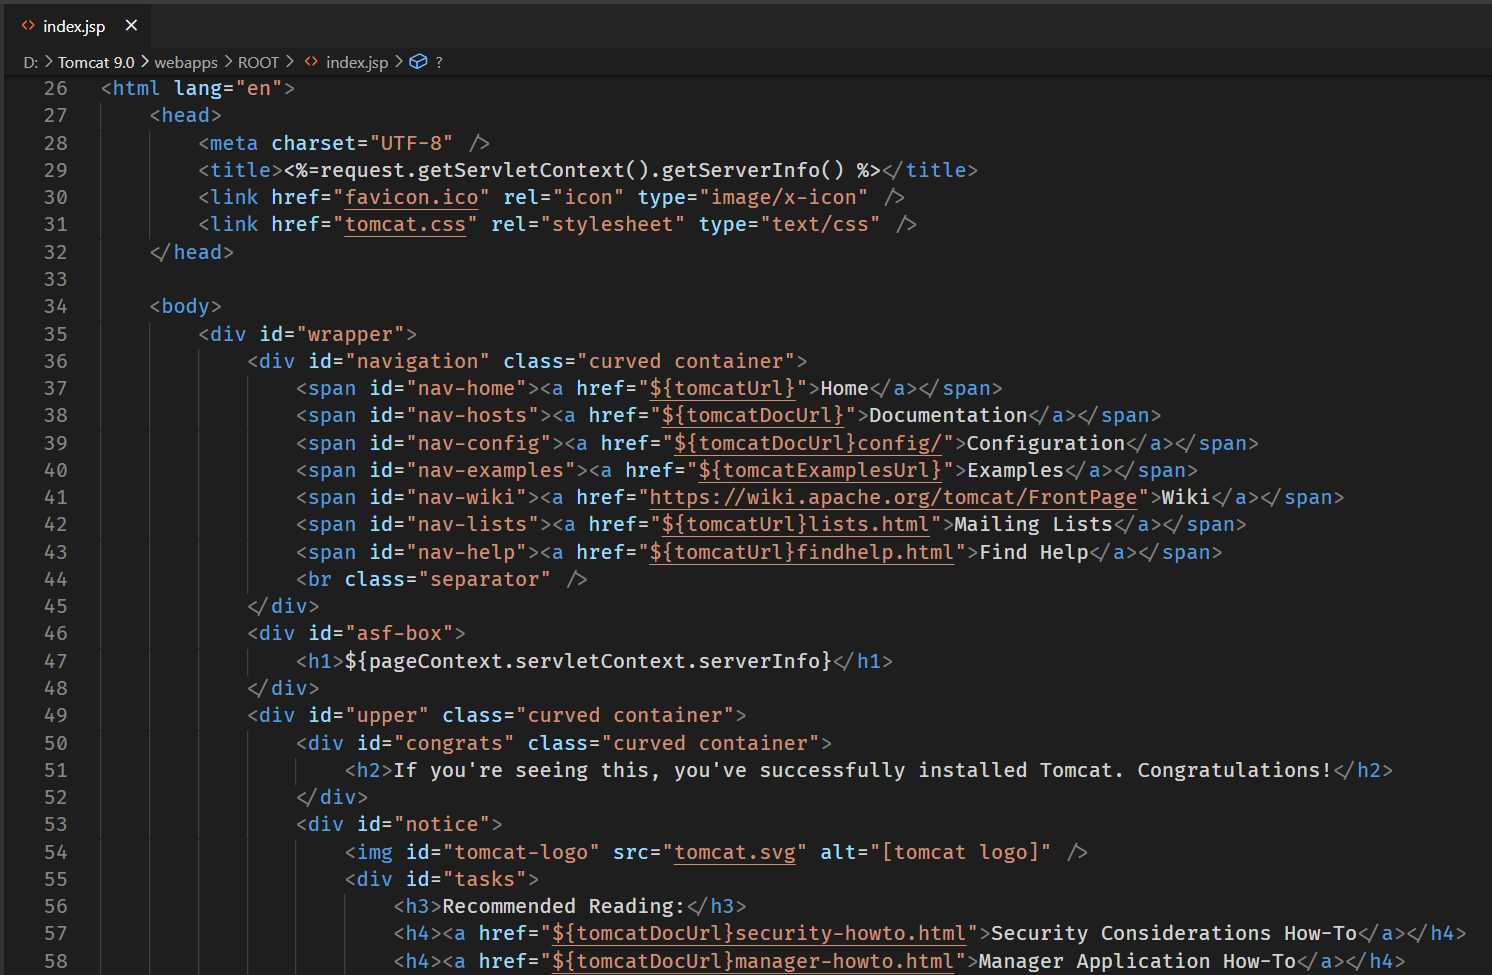 index.jsp
D: > Tomcat 9.0 > webapps > ROOT > index.jsp > ?
26 <html lang="en">
27 <head>
28 <meta charset="UTF-8" />
29 <title><%=request.getServletContext().getServerInfo() %></title>
30 <link href="favicon.ico" rel="icon" type="image/x-icon" />
31 <link href="tomcat.css" rel="stylesheet" type="text/css" />
32 </head>
33
34 <body>
35 <div id="wrapper">
36 <div id="navigation" class="curved container">
37 <span id="nav-home"><a href="${tomcatUrl}">Home</a></span>
38 <span id="nav-hosts"><a href="${tomcatDocUrl}">Documentation</a></span>
39 <span id="nav-config"><a href="${tomcatDocUrl}config/">Configuration</a></span>
40 <span id="nav-examples"><a href="${tomcatExamplesUrl}">Examples</a></span>
41 <span id="nav-wiki"><a href="https://wiki.apache.org/tomcat/FrontPage">Wiki</a></span>
42 <span id="nav-lists"><a href="${tomcatUrl}lists.html">Mailing Lists</a></span>
43 <span id="nav-help"><a href="${tomcatUrl}findhelp.html">Find Help</a></span>
44 <br class="separator" />
45 </div>
46 <div id="asf-box">
47 <h1>${pageContext.servletContext.serverInfo}</h1>
48 </div>
49 <div id="upper" class="curved container">
50 <div id="congrats" class="curved container">
51 <h2>If you're seeing this, you've successfully installed Tomcat. Congratulations!</h2>
52 </div>
53 <div id="notice">
54 <img id="tomcat-logo" src="tomcat.svg" alt="[tomcat logo]" />
55 <div id="tasks">
56 <h3>Recommended Reading:</h3>
57 <h4><a href="${tomcatDocUrl}security-howto.html">Security Considerations How-To</a></h4>
58 <h4><a href="${tomcatDocUrl}manager-howto.html">Manager Application How-To</a></h4>